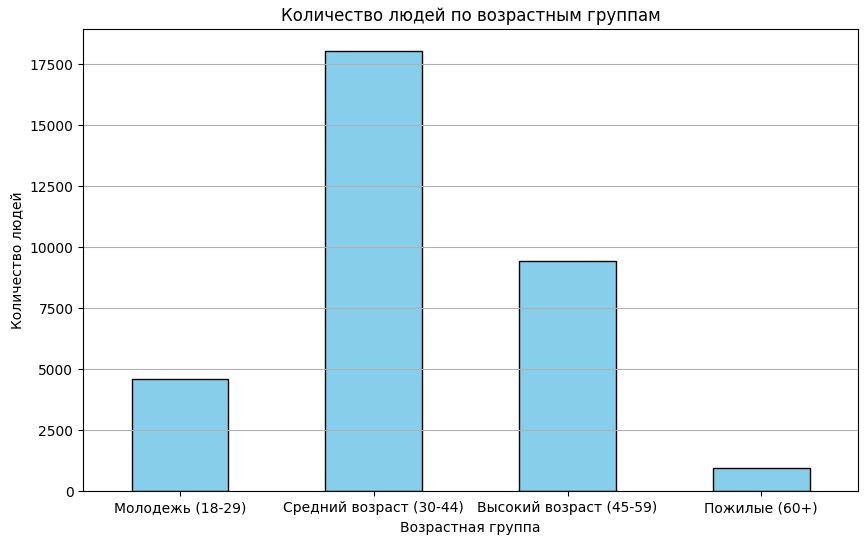 Количество людей по возрастным группам
Количество людей
17500
15000
12500
10000
7500
5000
2500
0
Молодежь (18-29) Средний возраст (30-44) Высокий возраст (45-59) Пожилые (60+)
Возрастная группа